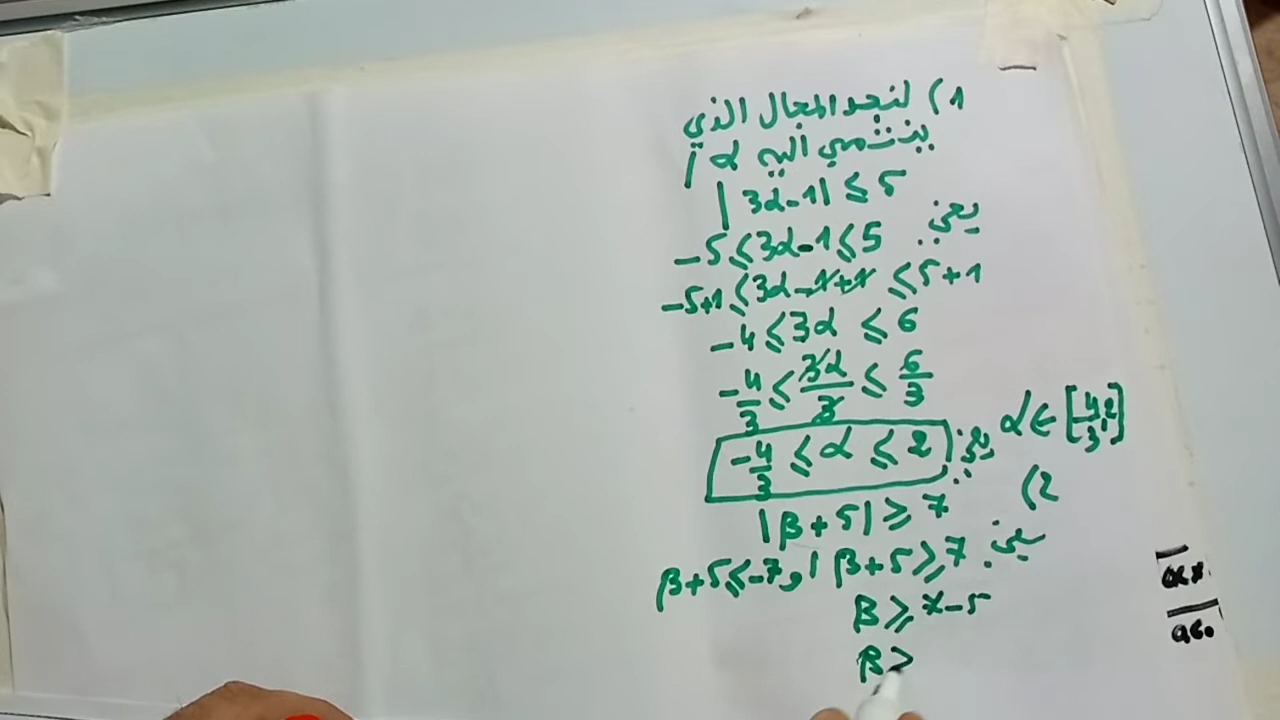 1) لنجد المجال الذي
ينتمي اليه α
|3α-1| ≤ 5
يعني -5 ≤ 3α-1 ≤ 5
-5+1 ≤ 3α-1+1 ≤ 5+1
-4 ≤ 3α ≤ 6
-4/3 ≤ 3α/3 ≤ 6/3
-4/3 ≤ α ≤ 2 يعني α ∈ [4/3, 2]
2)
|β+5| ≥ 7
يعني β+5 ≥ 7 أو β+5 ≤ -7
β ≥ 7-5
β ≥